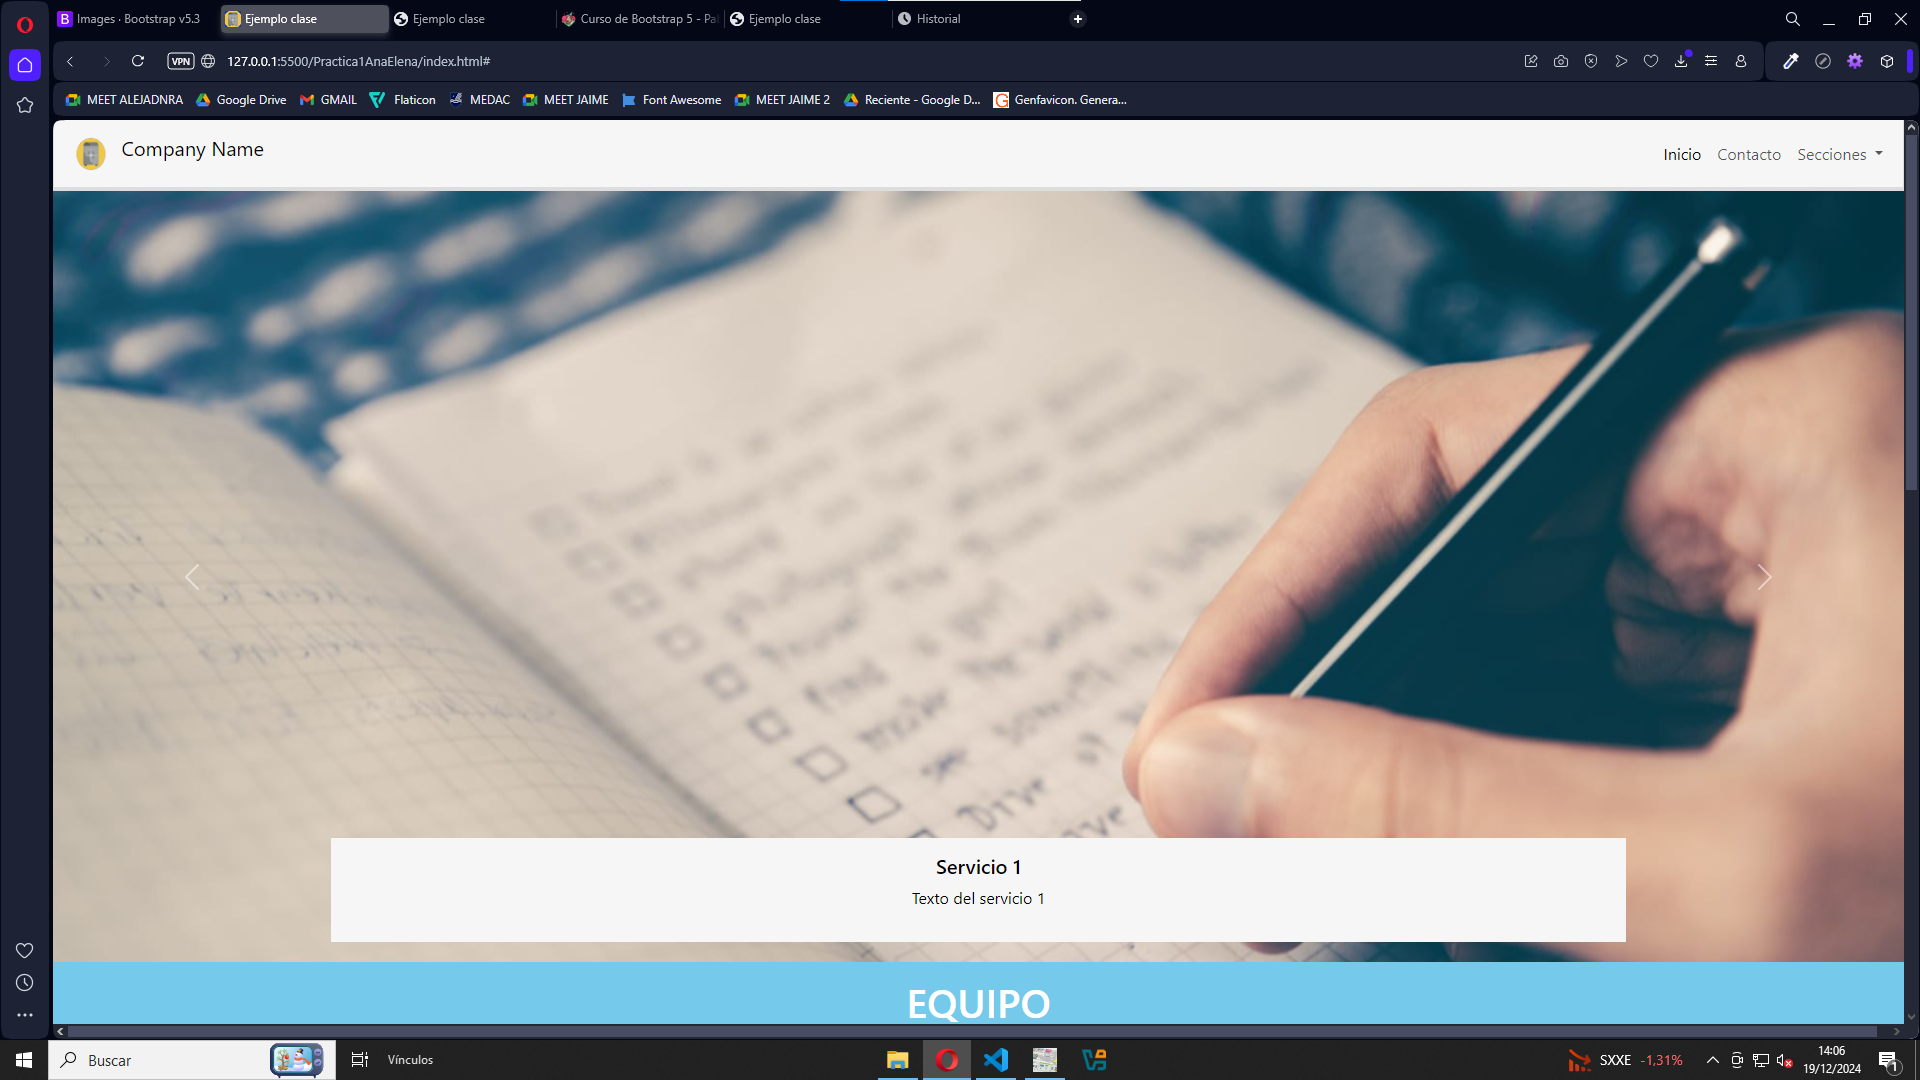 Images · Bootstrap v5.3
Ejemplo clase
Ejemplo clase
Curso de Bootstrap 5 - Pa
Ejemplo clase
Historial
VPN
127.0.0.1:5500/Practica1AnaElena/index.html#
MEET ALEJADNRA
Google Drive
GMAIL
Flaticon
MEDAC
MEET JAIME
Font Awesome
MEET JAIME 2
Reciente - Google D...
Genfavicon. Genera...
Company Name
Inicio
Contacto
Secciones
Drive
Servicio 1
Texto del servicio 1
EQUIPO
Buscar
Vínculos
SXXE -1,31%
14:06
19/12/2024
1